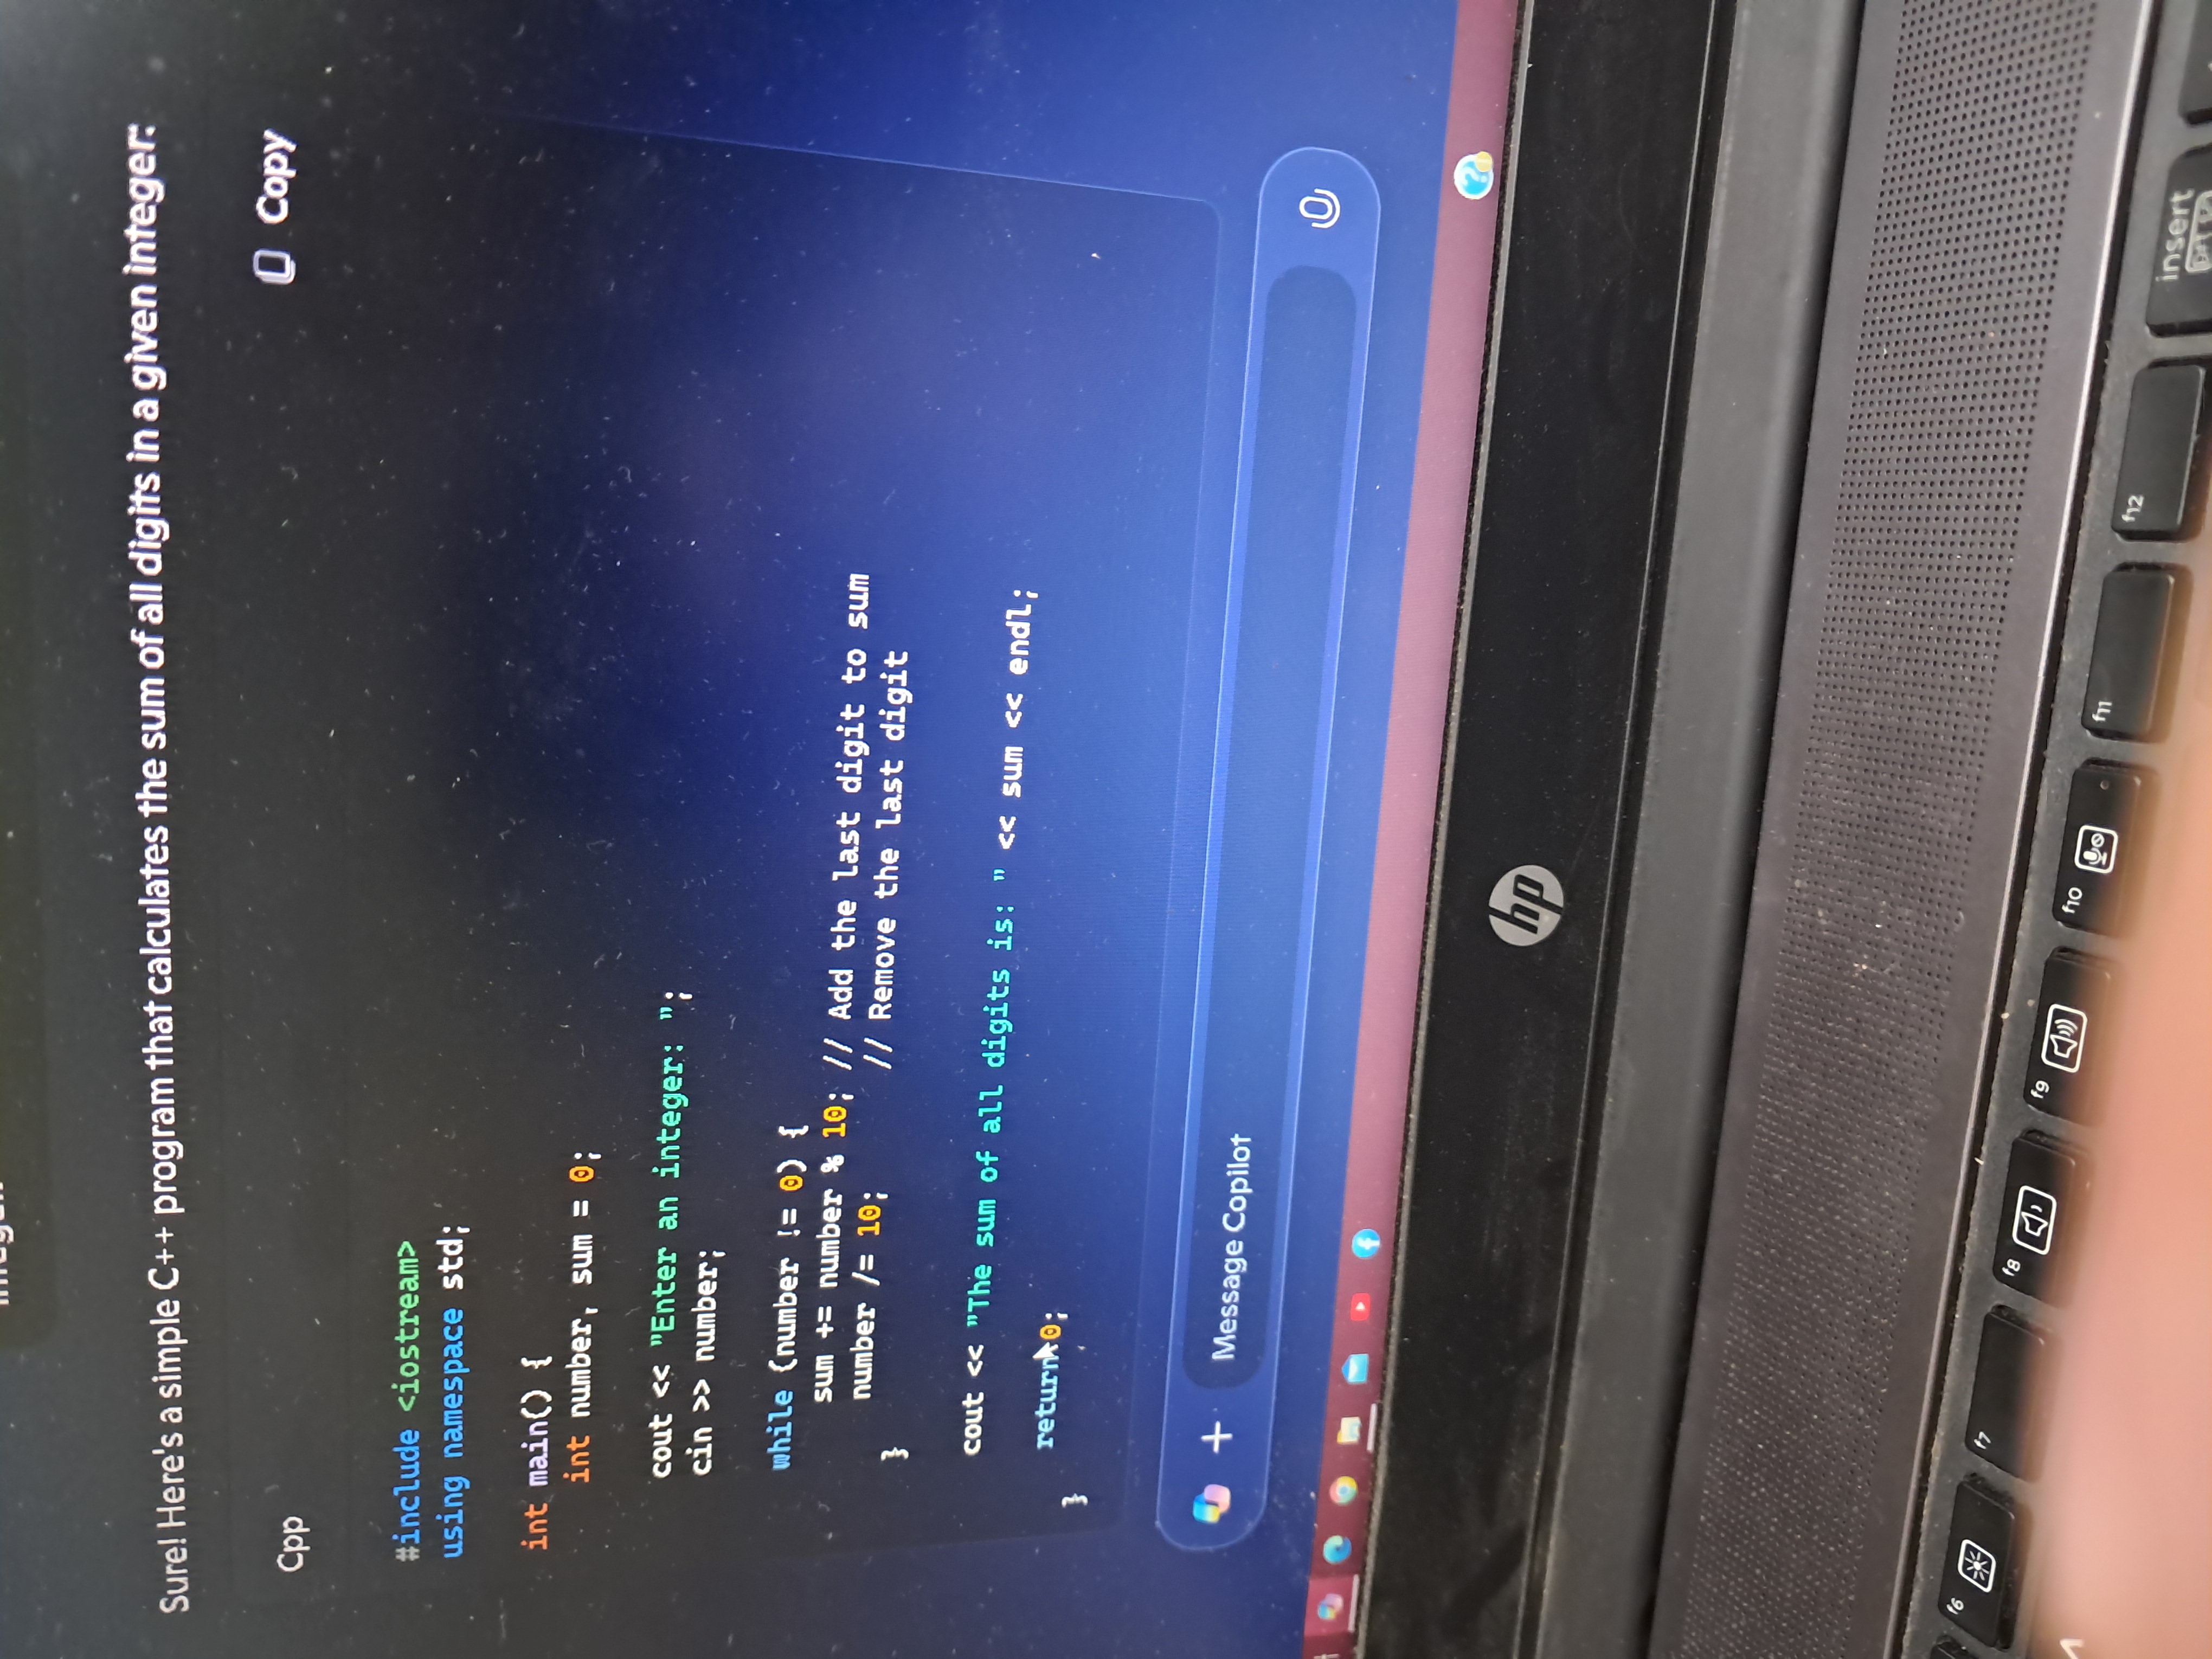 Sure! Here's a simple C++ program that calculates the sum of all digits in a given integer:
Cpp
Copy
#include <iostream>
using namespace std;
int main() {
    int number, sum = 0;
    cout << "Enter an integer: ";
    cin >> number;
    while (number != 0) {
        sum += number % 10; // Add the last digit to sum
        number /= 10;       // Remove the last digit
    }
    cout << "The sum of all digits is: " << sum << endl;
    return 0;
}
Message Copilot
hp
f6
f7
f8
f9
f10
f11
f12
insert